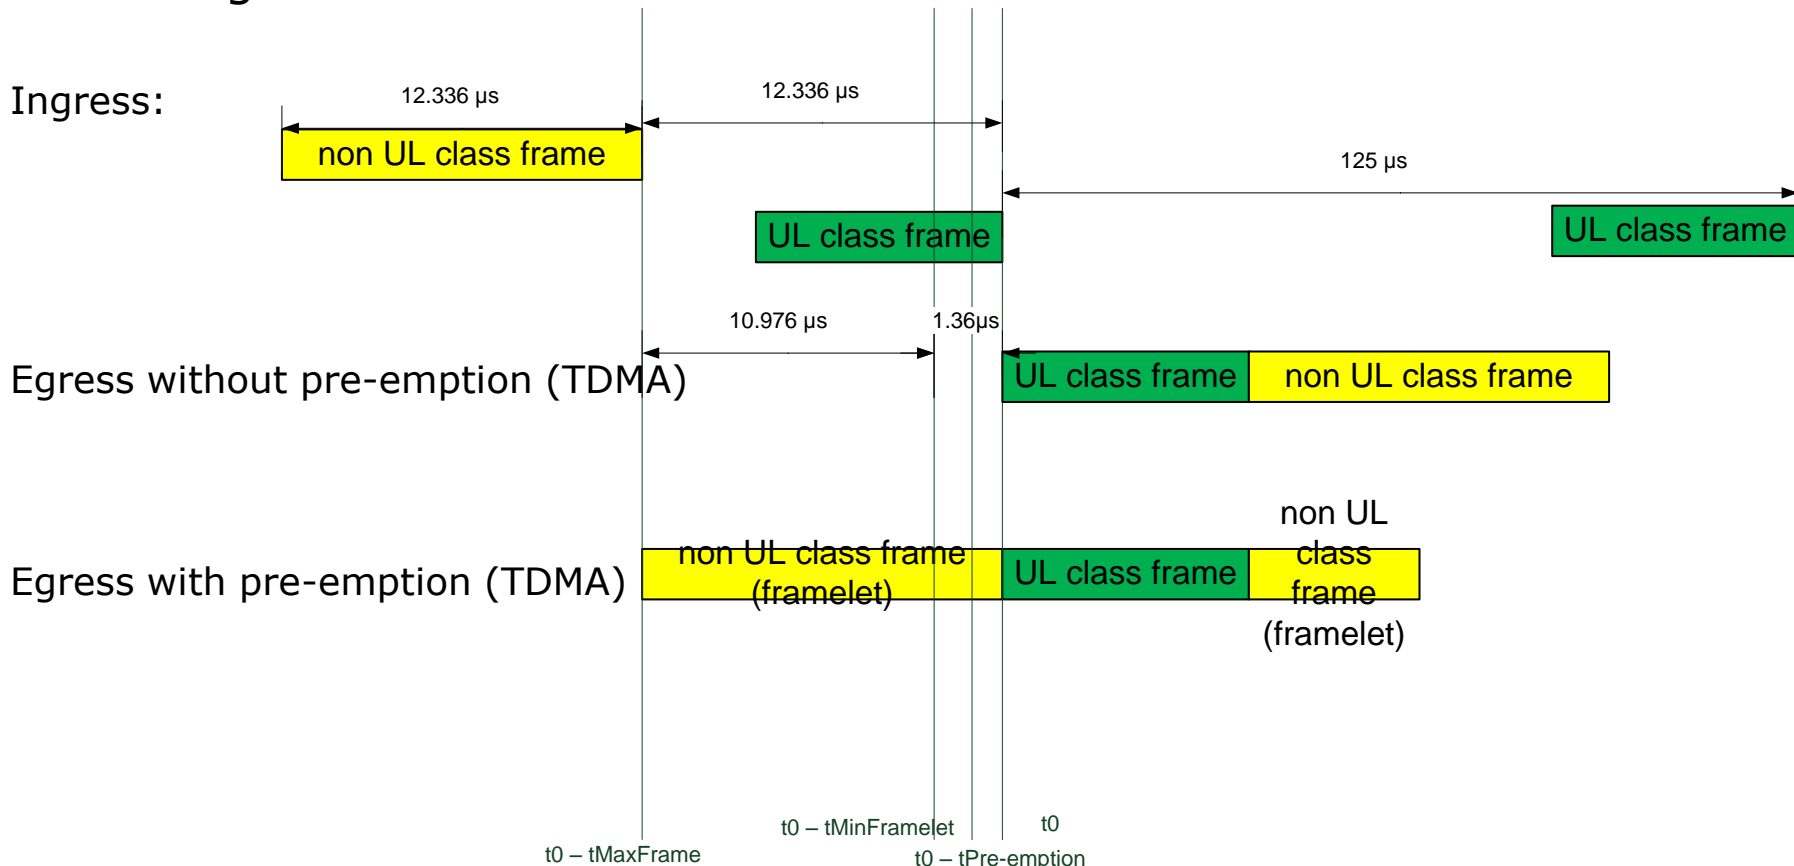 Ingress:
12.336 µs
12.336 µs
non UL class frame
125 µs
UL class frame
UL class frame
10.976 µs
1.36µs
Egress without pre-emption (TDMA)
UL class frame
non UL class frame
Egress with pre-emption (TDMA)
non UL class frame
(framelet)
UL class frame
non UL
class
frame
(framelet)
t0 – tMaxFrame
t0 – tMinFramelet
t0 – tPre-emption
t0